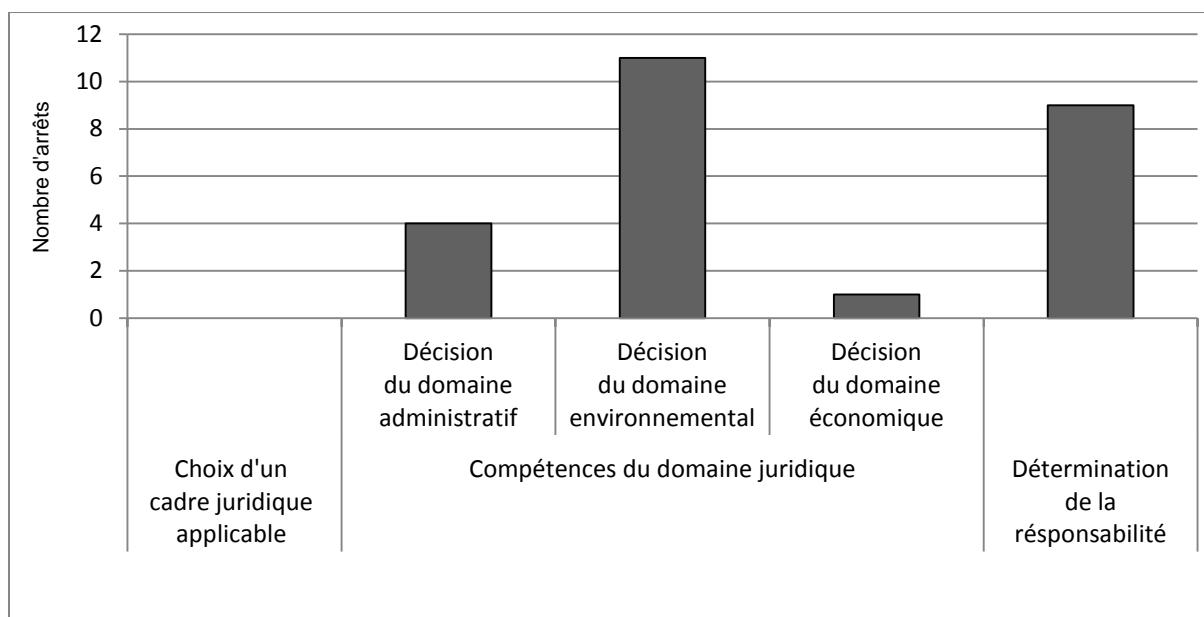 Nombre d'arrêts
12
10
8
6
4
2
0
Décision
du domaine
administratif
Décision
du domaine
environnemental
Décision
du domaine
économique
Choix d'un
cadre juridique
applicable
Compétences du domaine juridique
Détermination
de la
résponsabilité